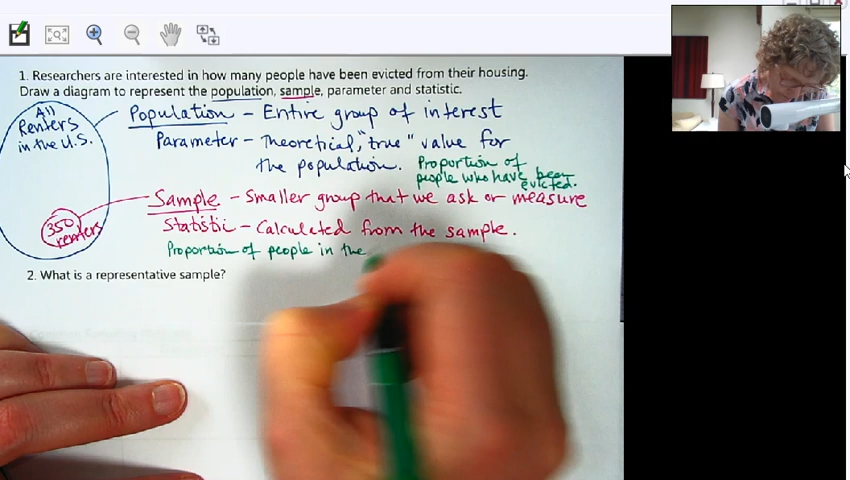 1. Researchers are interested in how many people have been evicted from their housing.
Draw a diagram to represent the population, sample, parameter and statistic.
All
Renters
in the U.S.
Population - Entire group of interest
Parameter - Theoretical, "true" value for
the population.
Proportion of
people who have been
evicted.
Sample - Smaller group that we ask or measure
350
renters
Statistic - Calculated from the sample.
Proportion of people in the
2. What is a representative sample?